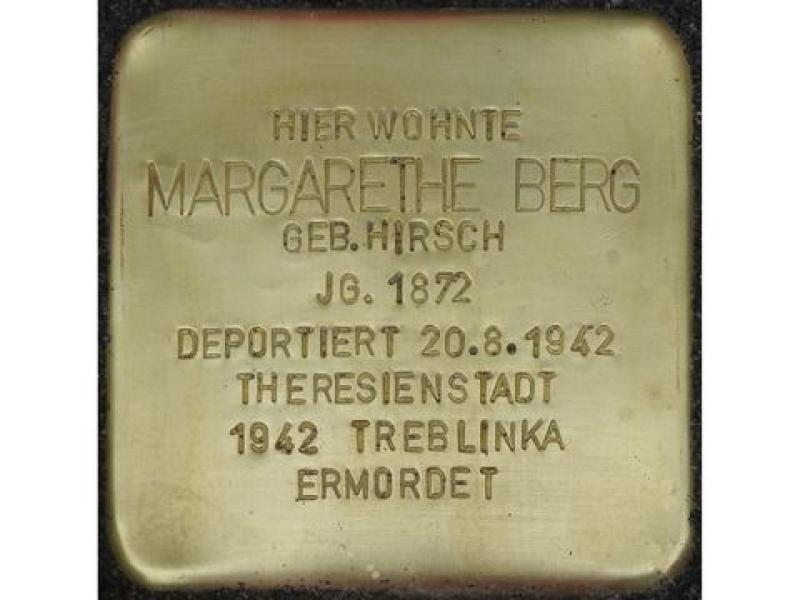 HIER WOHNTE
MARGARETHE BERG
GEB. HIRSCH
JG. 1872
DEPORTIERT 20.8.1942
THERESIENSTADT
1942 TREBLINKA
ERMORDET